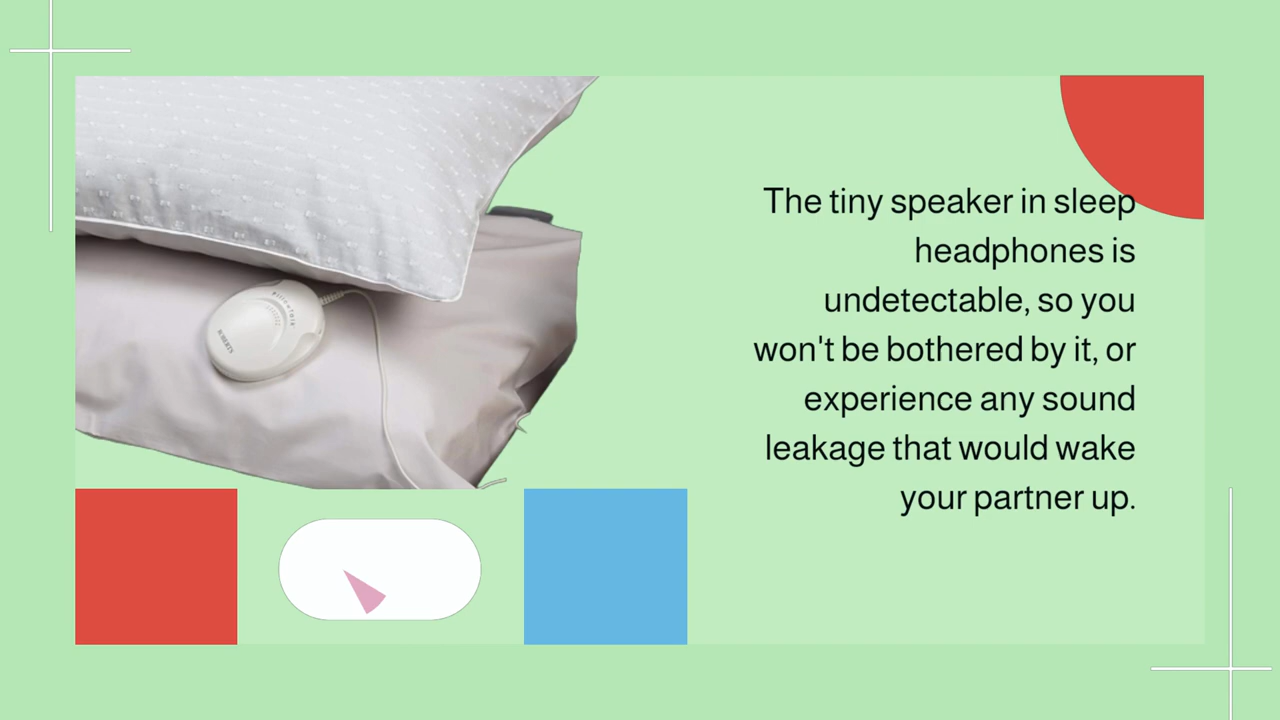 The tiny speaker in sleep
headphones is
undetectable, so you
won't be bothered by it, or
experience any sound
leakage that would wake
your partner up.